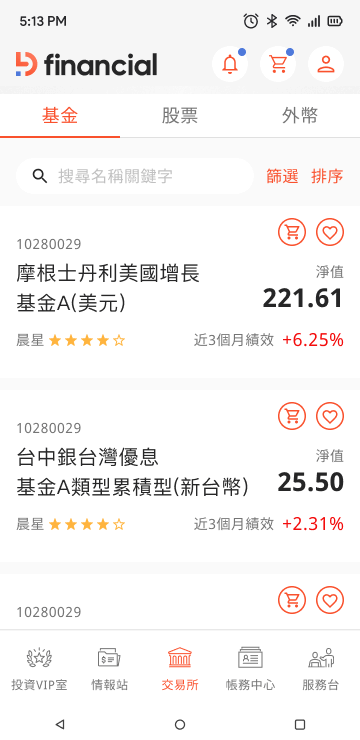 5:13 PM
financial
基金 股票 外幣
搜尋名稱關鍵字 篩選 排序
10280029
摩根士丹利美國增長
基金A(美元)
淨值
221.61
晨星 近3個月績效 +6.25%
10280029
台中銀台灣優息
基金A類型累積型(新台幣)
淨值
25.50
晨星 近3個月績效 +2.31%
10280029
投資VIP室 情報站 交易所 帳務中心 服務台